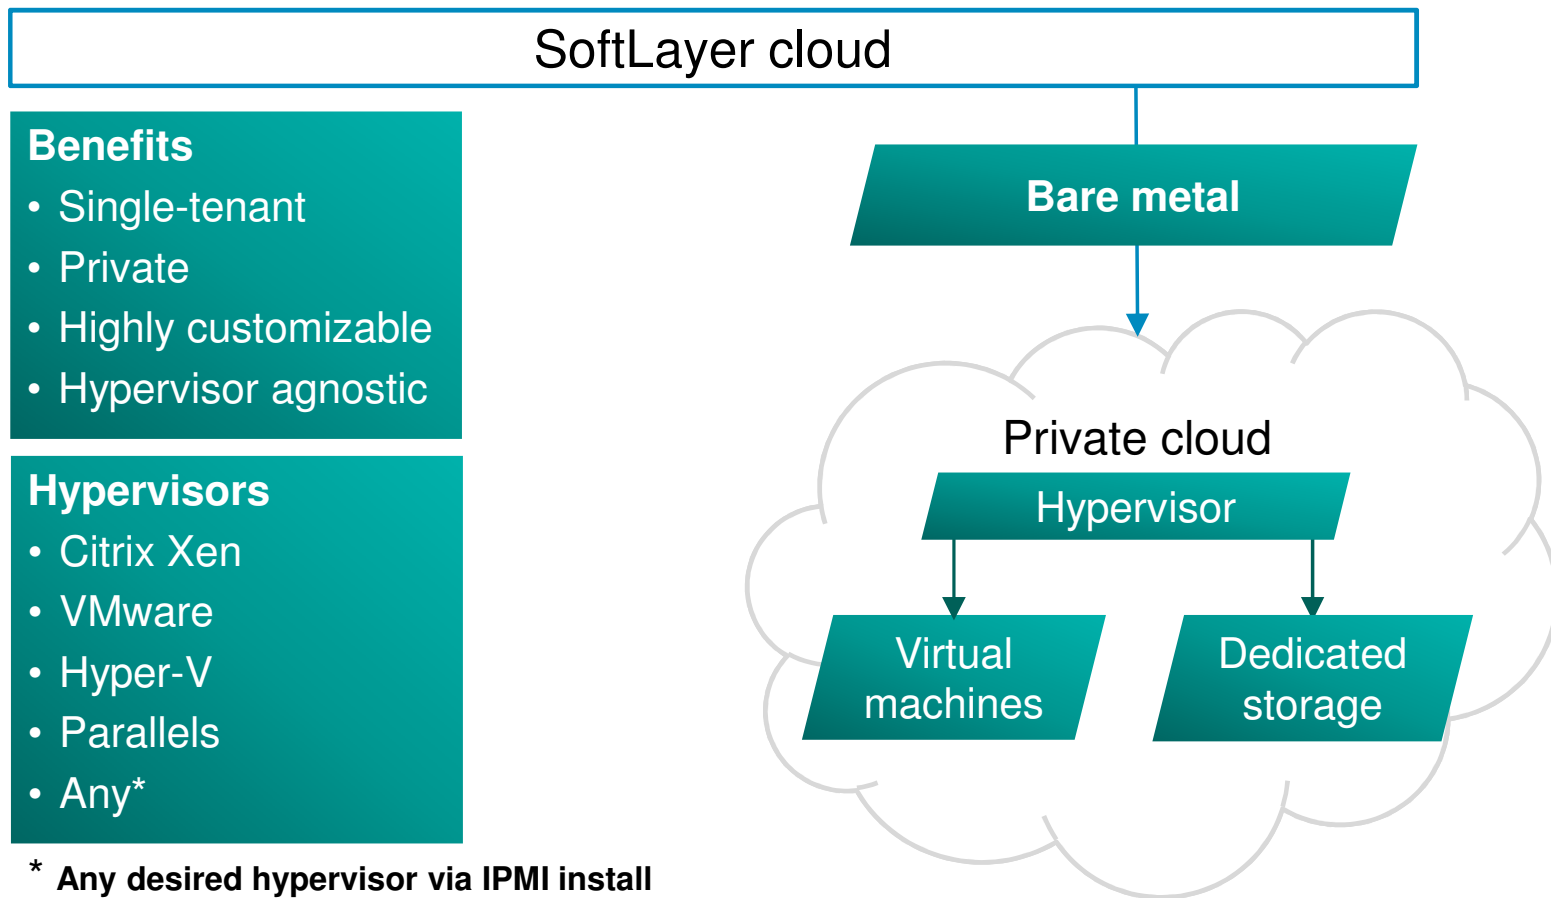 SoftLayer cloud
Benefits
• Single-tenant
• Private
• Highly customizable
• Hypervisor agnostic
Hypervisors
• Citrix Xen
• VMware
• Hyper-V
• Parallels
• Any*
* Any desired hypervisor via IPMI install
Bare metal
Private cloud
Hypervisor
Virtual
machines
Dedicated
storage